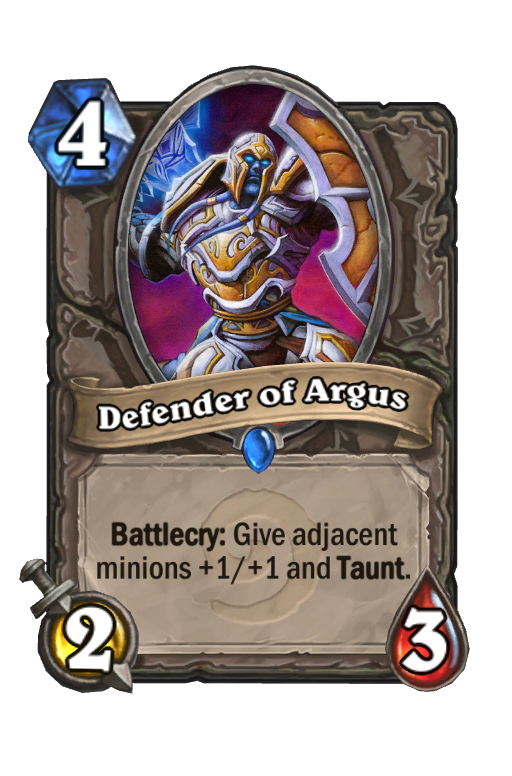 4
Defender of Argus
Battlecry: Give adjacent
minions +1/+1 and Taunt.
2
3